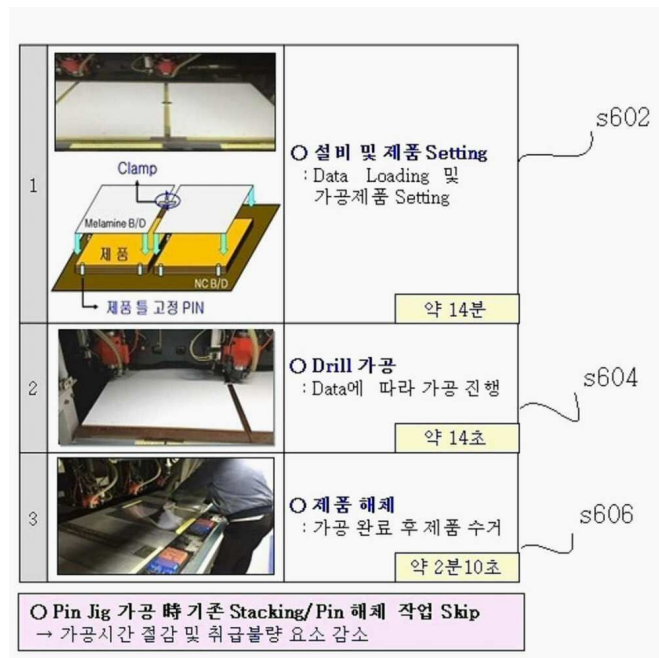 1
Clamp
Melamine B/D
제 품
NC B/D
제품 틀 고정 PIN
○ 설비 및 제품 Setting
: Data Loading 및
가공제품 Setting
약 14분
s602
2
○ Drill 가공
: Data에 따라 가공 진행
약 14초
s604
3
○ 제품 해체
: 가공 완료 후 제품 수거
약 2분10초
s606
○ Pin Jig 가공 時 기존 Stacking/ Pin 해체 작업 Skip
→ 가공시간 절감 및 취급불량 요소 감소